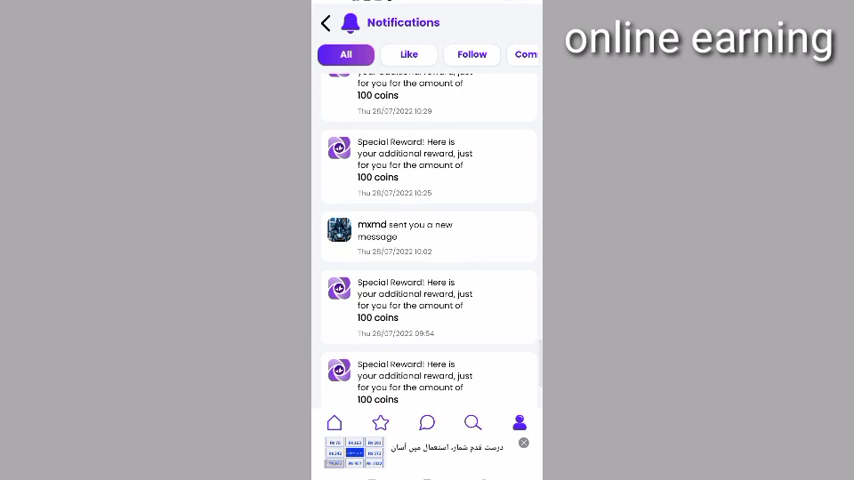 Notifications
online earning
All Like Follow Com
your additional reward, just
for you for the amount of
100 coins
Thu 28/07/2022 10:29
Special Reward! Here is
your additional reward, just
for you for the amount of
100 coins
Thu 28/07/2022 10:25
mxmd sent you a new
message
Thu 28/07/2022 10:02
Special Reward! Here is
your additional reward, just
for you for the amount of
100 coins
Thu 28/07/2022 09:54
Special Reward! Here is
your additional reward, just
for you for the amount of
100 coins
درست قدم شمار، استعمال میں آسان